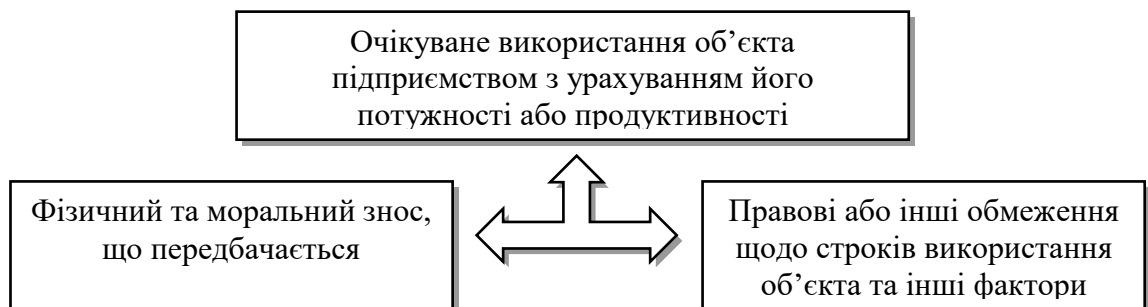 Очікуване використання об’єкта
підприємством з урахуванням його
потужності або продуктивності
Фізичний та моральний знос,
що передбачається
Правові або інші обмеження
щодо строків використання
об’єкта та інші фактори